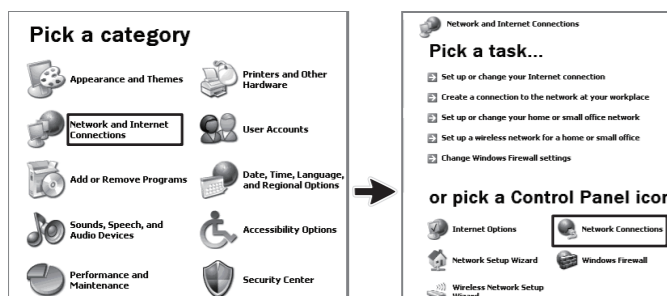 Pick a category
Appearance and Themes
Printers and Other
Hardware
Network and Internet
Connections
User Accounts
Add or Remove Programs
Date, Time, Language,
and Regional Options
Sounds, Speech, and
Audio Devices
Accessibility Options
Performance and
Maintenance
Security Center
Network and Internet Connections
Pick a task...
Set up or change your Internet connection
Create a connection to the network at your workplace
Set up or change your home or small office network
Set up a wireless network for a home or small office
Change Windows Firewall settings
or pick a Control Panel icon
Internet Options
Network Connections
Network Setup Wizard
Windows Firewall
Wireless Network Setup
Wizard